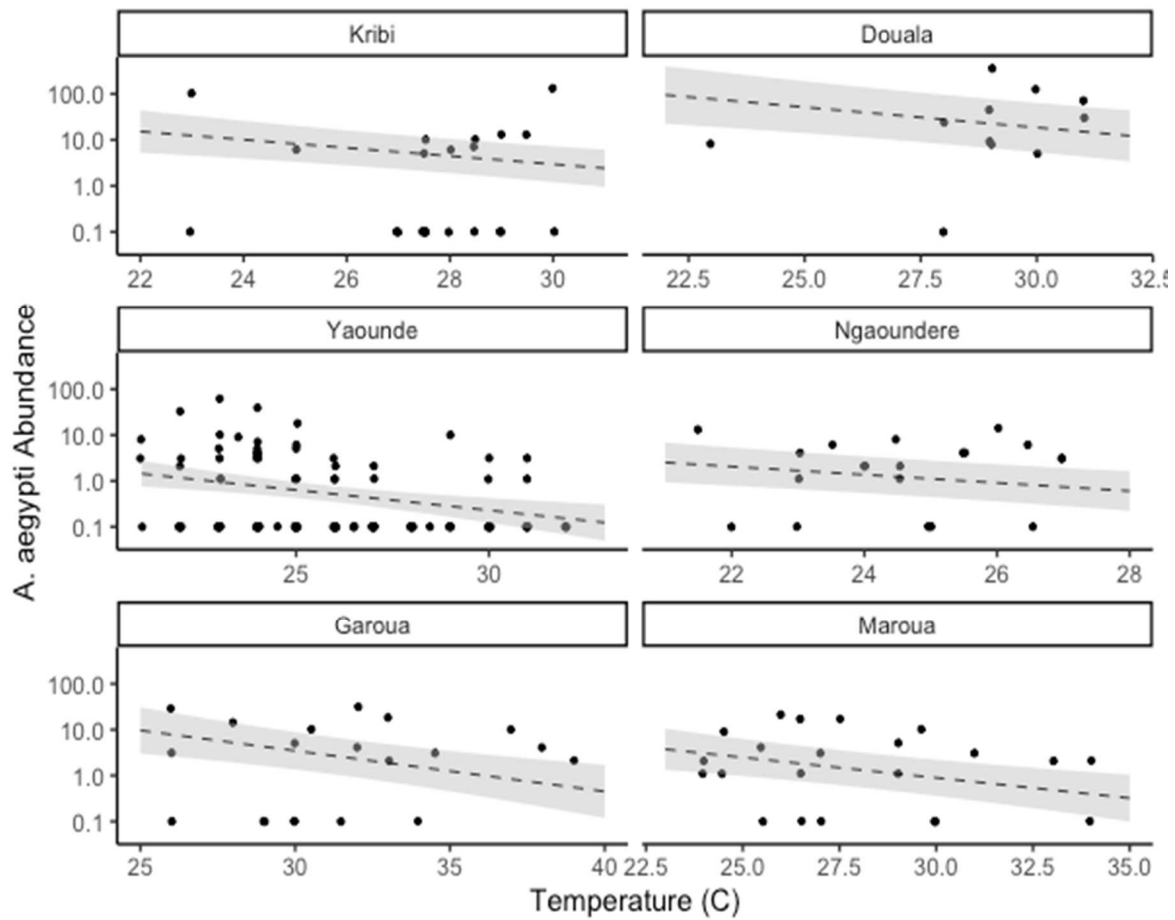 Kribi
Douala
100.0
10.0
1.0
0.1
22 24 26 28 30
22.5 25.0 27.5 30.0 32.5
Yaounde
Ngaoundere
100.0
10.0
1.0
0.1
25 30
22 24 26 28
Garoua
Maroua
100.0
10.0
1.0
0.1
25 30 35 40
22.5 25.0 27.5 30.0 32.5 35.0
A. aegypti Abundance
Temperature (C)